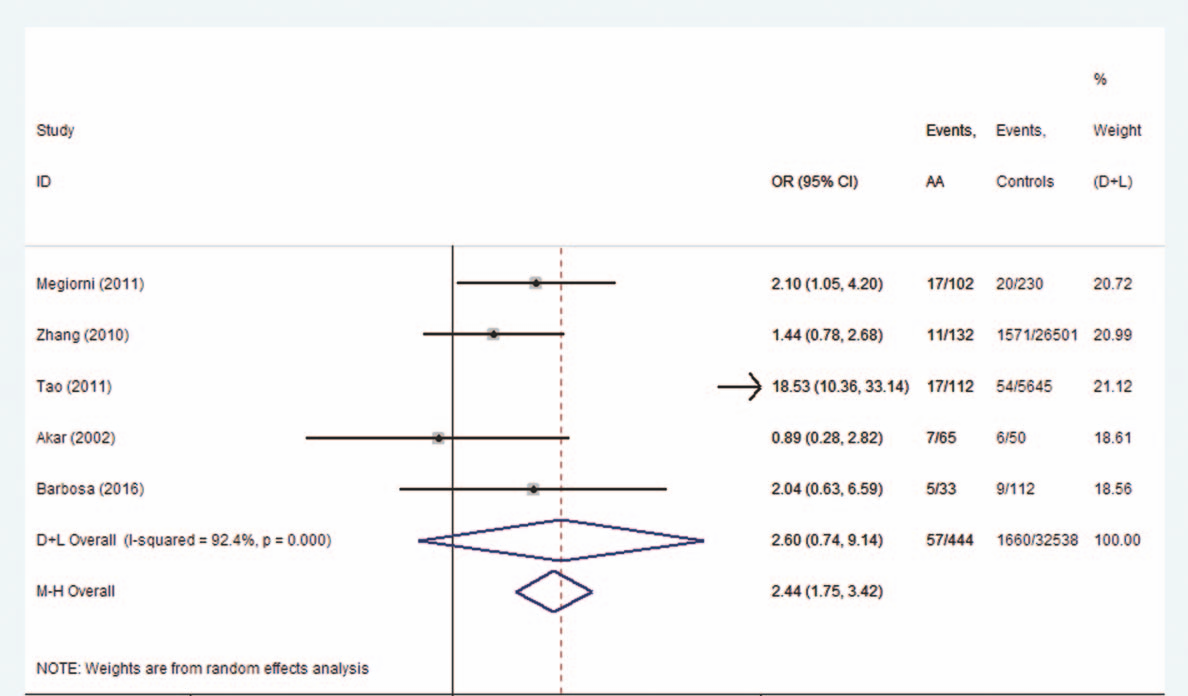 %
Study Events, Events, Weight
ID OR (95% CI) AA Controls (D+L)
Megiorni (2011) 2.10 (1.05, 4.20) 17/102 20/230 20.72
Zhang (2010) 1.44 (0.78, 2.68) 11/132 1571/26501 20.99
Tao (2011) 18.53 (10.36, 33.14) 17/112 54/5645 21.12
Akar (2002) 0.89 (0.28, 2.82) 7/65 6/50 18.61
Barbosa (2016) 2.04 (0.63, 6.59) 5/33 9/112 18.56
D+L Overall (I-squared = 92.4%, p = 0.000) 2.60 (0.74, 9.14) 57/444 1660/32538 100.00
M-H Overall 2.44 (1.75, 3.42)
NOTE: Weights are from random effects analysis